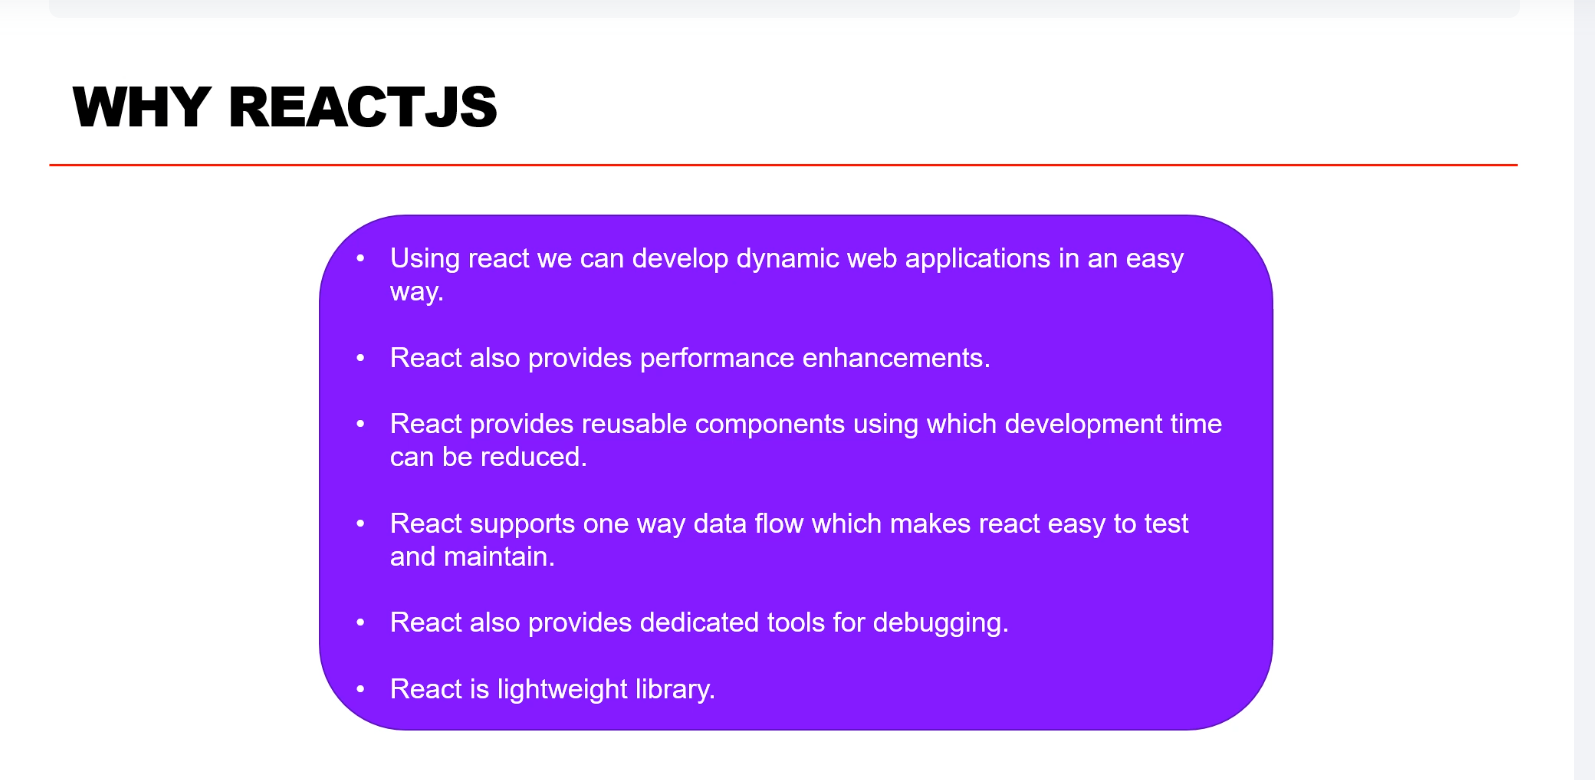 WHY REACTJS
• Using react we can develop dynamic web applications in an easy
way.
• React also provides performance enhancements.
• React provides reusable components using which development time
can be reduced.
• React supports one way data flow which makes react easy to test
and maintain.
• React also provides dedicated tools for debugging.
• React is lightweight library.